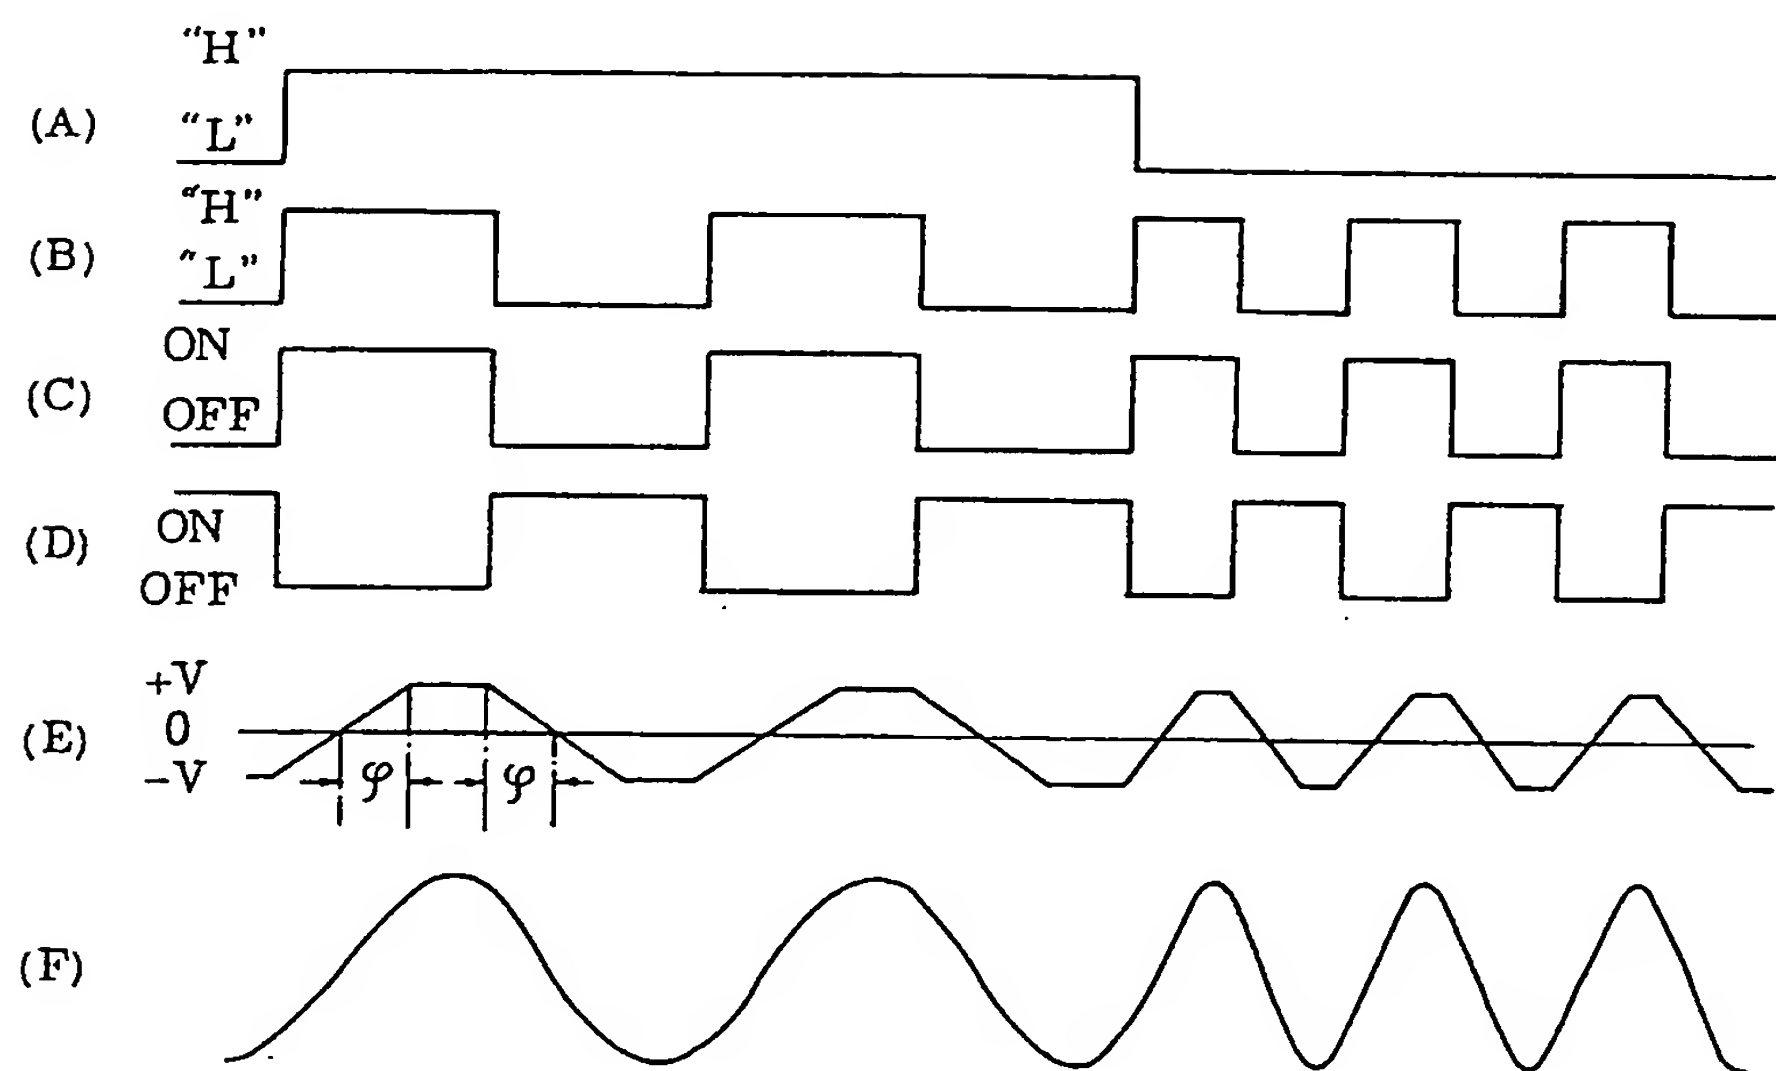 “H”
(A) “L”
“H”
(B) “L”
ON
(C) OFF
ON
(D) OFF
+V
(E) 0
−V φ φ
(F)